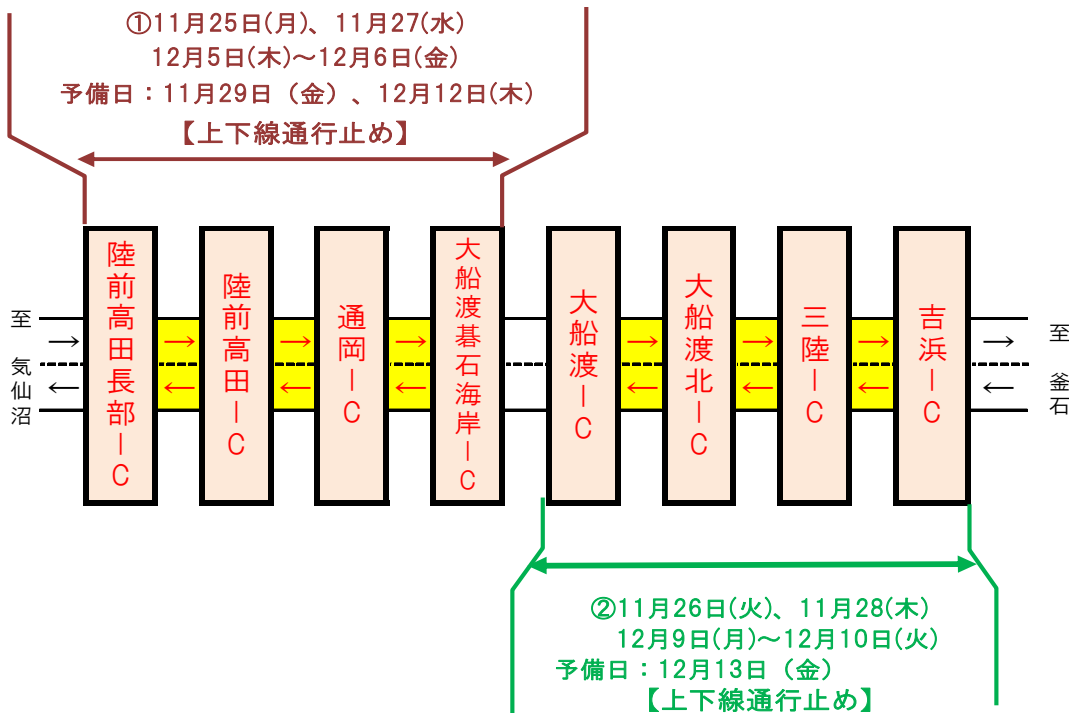 ①11月25日(月)、11月27(水)
12月5日(木)～12月6日(金)
予備日：11月29日（金）、12月12日(木)
【上下線通行止め】
至 気仙沼
陸前高田長部IC
陸前高田IC
通岡IC
大船渡碁石海岸IC
大船渡IC
大船渡北IC
三陸IC
吉浜IC
至 釜石
②11月26日(火)、11月28(木)
12月9日(月)～12月10日(火)
予備日：12月13日（金）
【上下線通行止め】